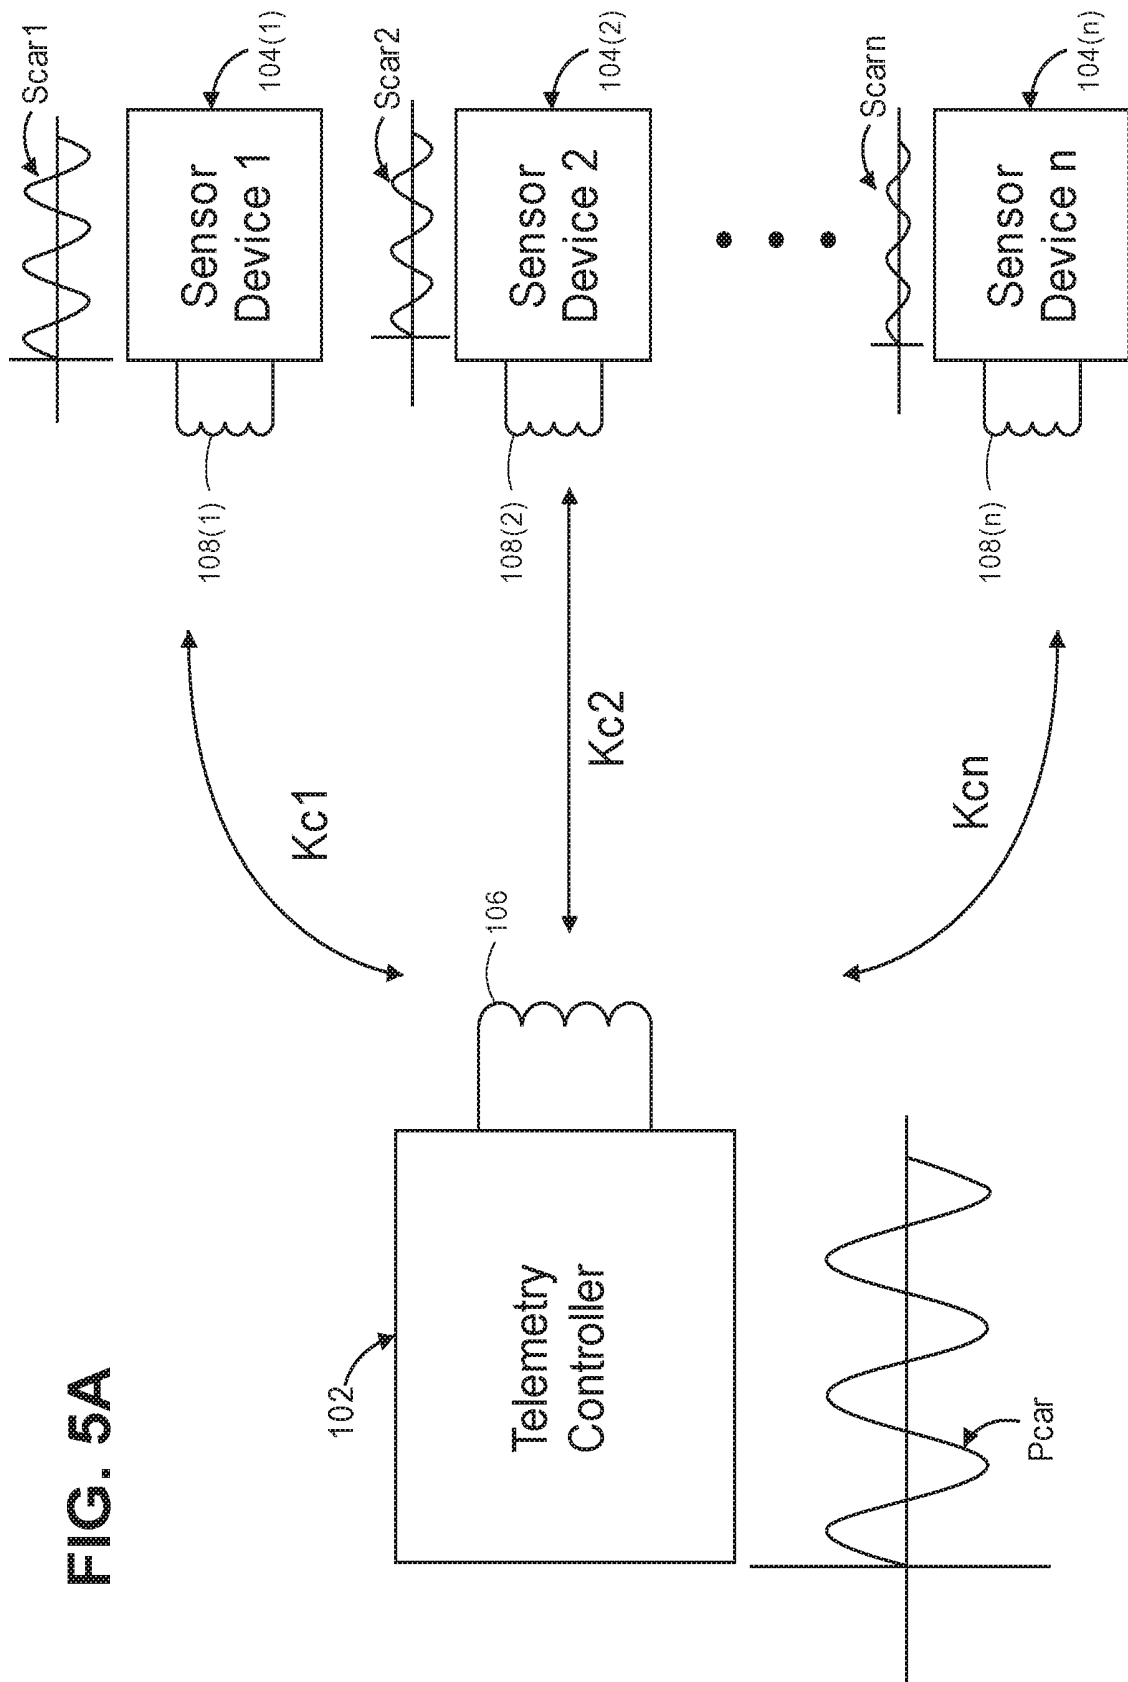 FIG. 5A
Scar1
104(1)
Sensor
Device 1
108(1)
Kc1
Scar2
104(2)
Sensor
Device 2
108(2)
Kc2
102
Telemetry
Controller
106
Scarn
104(n)
Sensor
Device n
108(n)
Kcn
Pcar